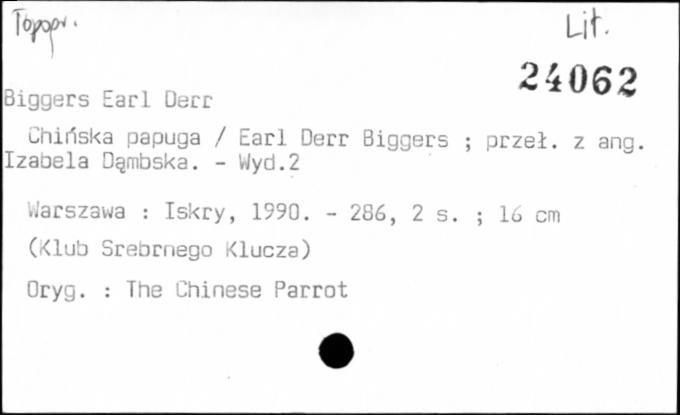 Topogr.
Lit.
24062
Biggers Earl Derr
Chińska papuga / Earl Derr Biggers ; przeł. z ang.
Izabela Dąmbska. - Wyd.2
Warszawa : Iskry, 1990. - 286, 2 s. ; 16 cm
(Klub Srebrnego Klucza)
Oryg. : The Chinese Parrot